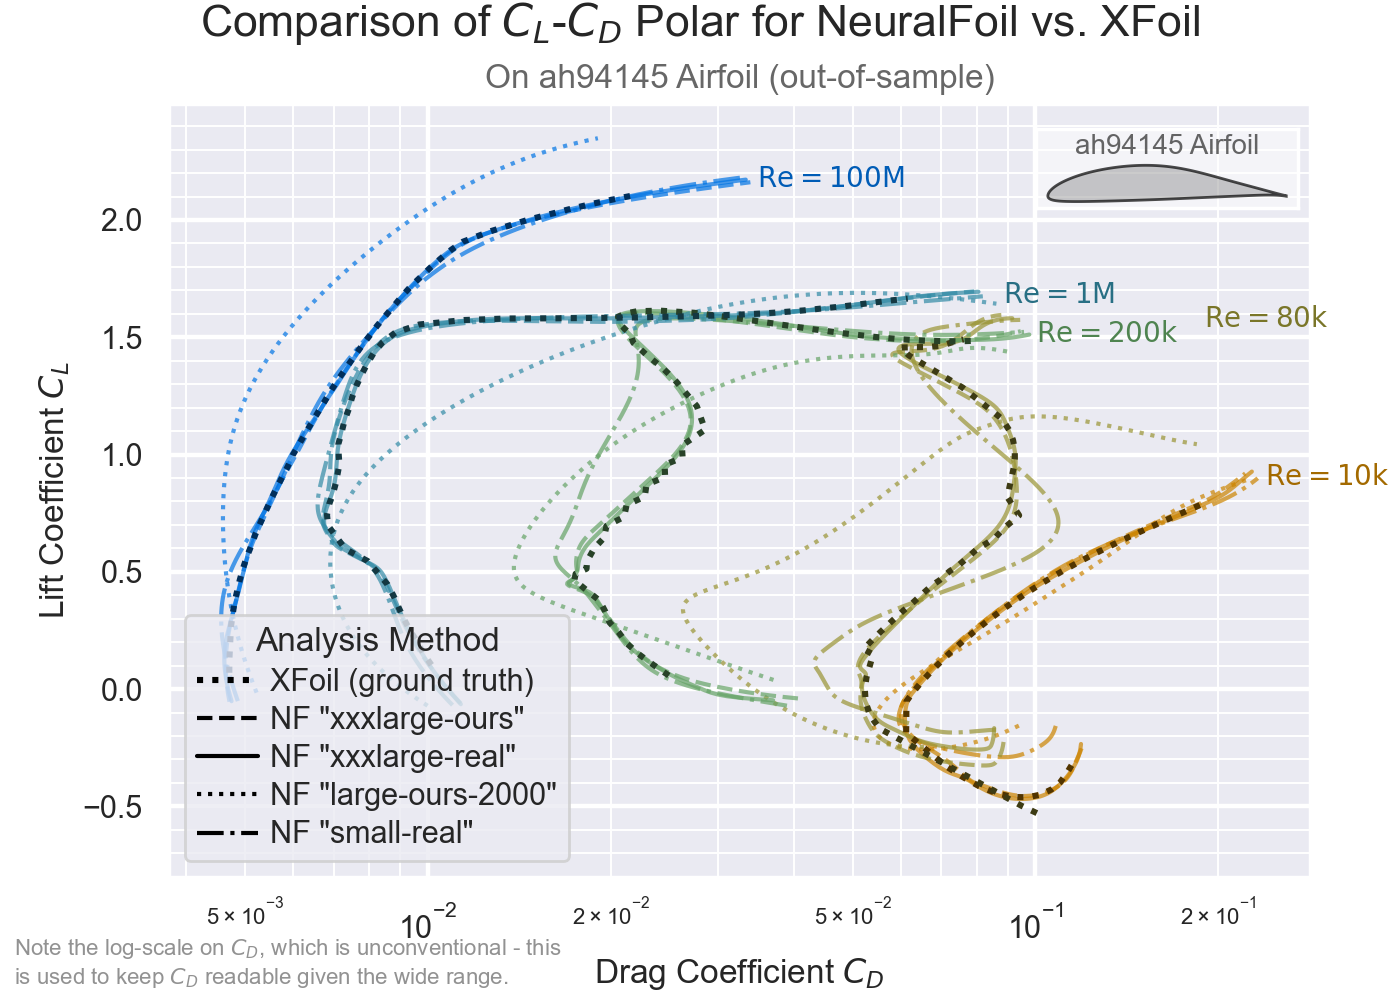 Comparison of C_L-C_D Polar for NeuralFoil vs. XFoil
On ah94145 Airfoil (out-of-sample)
ah94145 Airfoil
Re = 100M
Re = 1M
Re = 80k
Re = 200k
Re = 10k
Lift Coefficient C_L
2.0
1.5
1.0
0.5
0.0
−0.5
Analysis Method
XFoil (ground truth)
NF "xxxlarge-ours"
NF "xxxlarge-real"
NF "large-ours-2000"
NF "small-real"
5 × 10⁻³
10⁻²
2 × 10⁻²
5 × 10⁻²
10⁻¹
2 × 10⁻¹
Drag Coefficient C_D
Note the log-scale on C_D, which is unconventional - this
is used to keep C_D readable given the wide range.